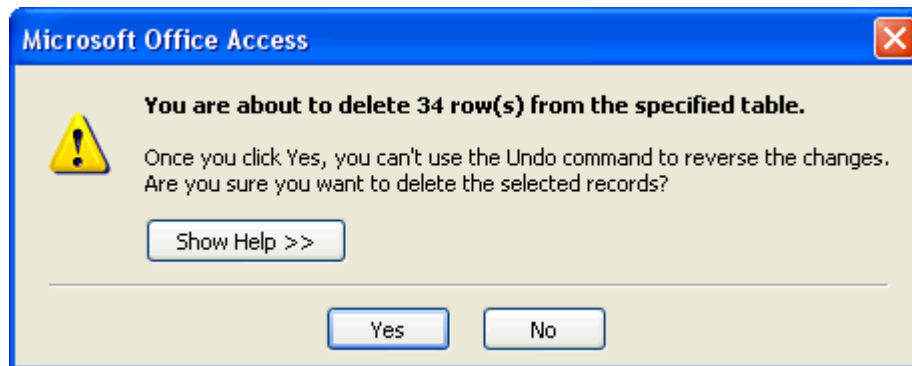 Microsoft Office Access
You are about to delete 34 row(s) from the specified table.
Once you click Yes, you can't use the Undo command to reverse the changes.
Are you sure you want to delete the selected records?
Show Help >>
Yes No